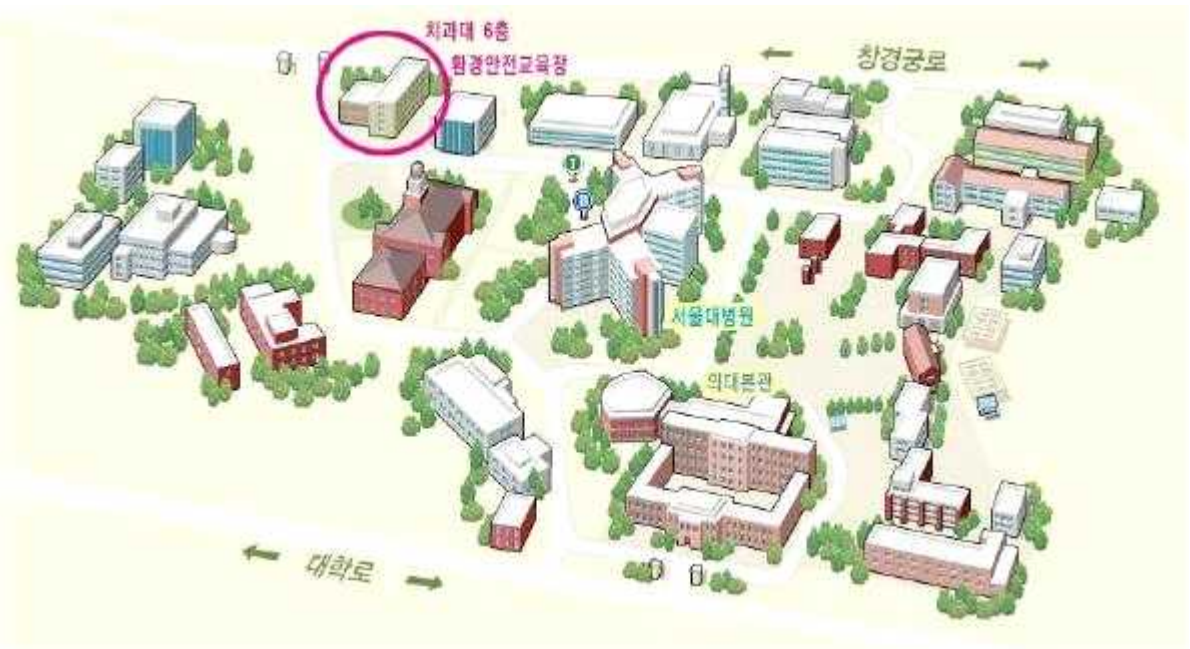 치과대 6층
환경안전교육장
창경궁로
서울대병원
의대본관
대학로